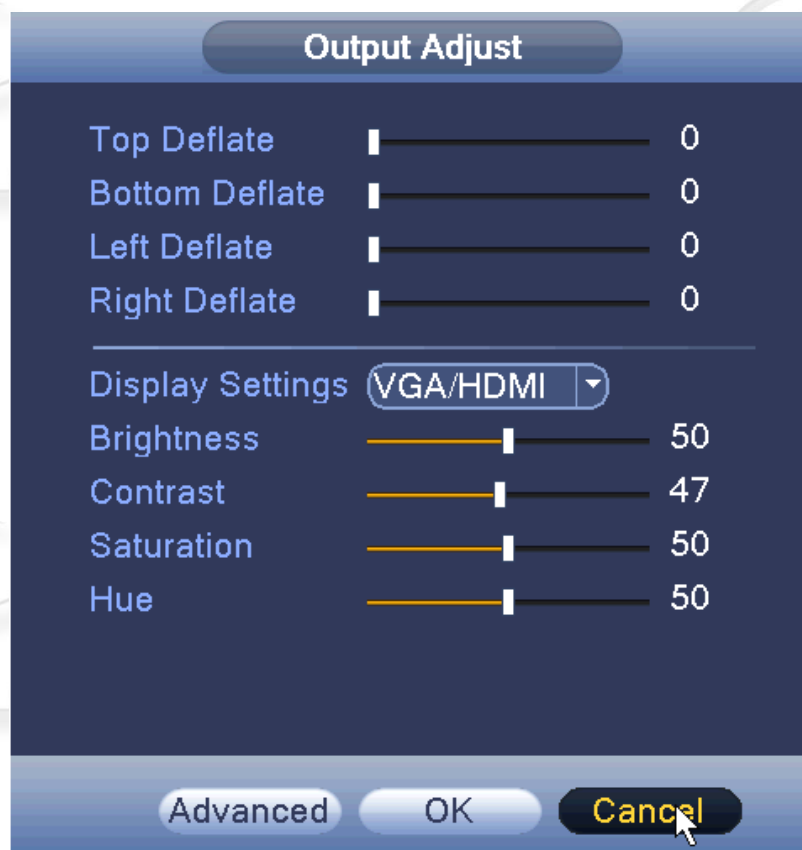 Output Adjust
Top Deflate 0
Bottom Deflate 0
Left Deflate 0
Right Deflate 0
Display Settings VGA/HDMI
Brightness 50
Contrast 47
Saturation 50
Hue 50
Advanced OK Cancel